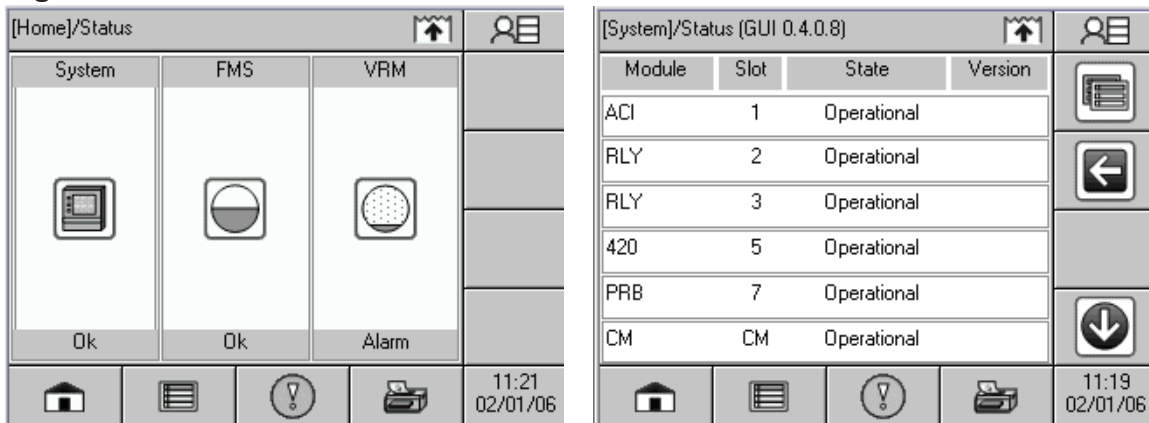 [Home]/Status
System FMS VRM
Ok Ok Alarm
11:21
02/01/06
[System]/Status (GUI 0.4.0.8)
Module Slot State Version
ACI 1 Operational
RLY 2 Operational
RLY 3 Operational
420 5 Operational
PRB 7 Operational
CM CM Operational
11:19
02/01/06